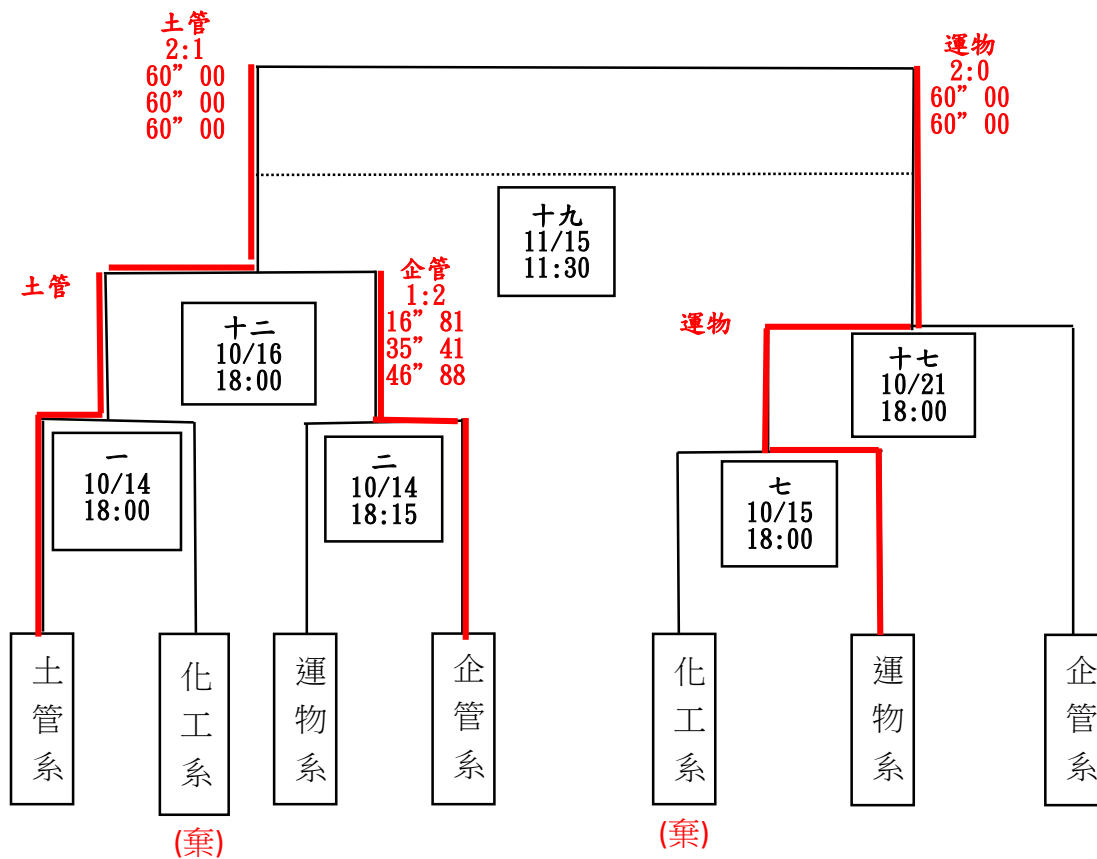 土管
2:1
60” 00
60” 00
60” 00
運物
2:0
60” 00
60” 00
十九
11/15
11:30
土管
企管
1:2
16” 81
35” 41
46” 88
十二
10/16
18:00
運物
十七
10/21
18:00
一
10/14
18:00
二
10/14
18:15
七
10/15
18:00
土管系
化工系
運物系
企管系
化工系
運物系
企管系
(棄)
(棄)